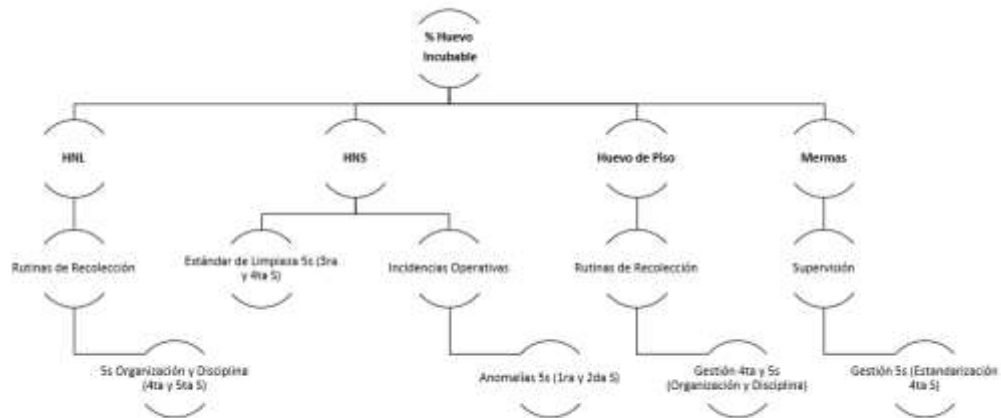 % Huevo
Incubable
HNL
HNS
Huevo de Piso
Mermas
Rutinas de Recolección
Estándar de Limpieza 5s (3ra
y 4ta S)
Incidencias Operativas
Rutinas de Recolección
Supervisión
5s Organización y Disciplina
(4ta y 5ta S)
Anomalías 5s (1ra y 2da S)
Gestión 4ta y 5s
(Organización y Disciplina)
Gestión 5s (Estandarización
4ta S)